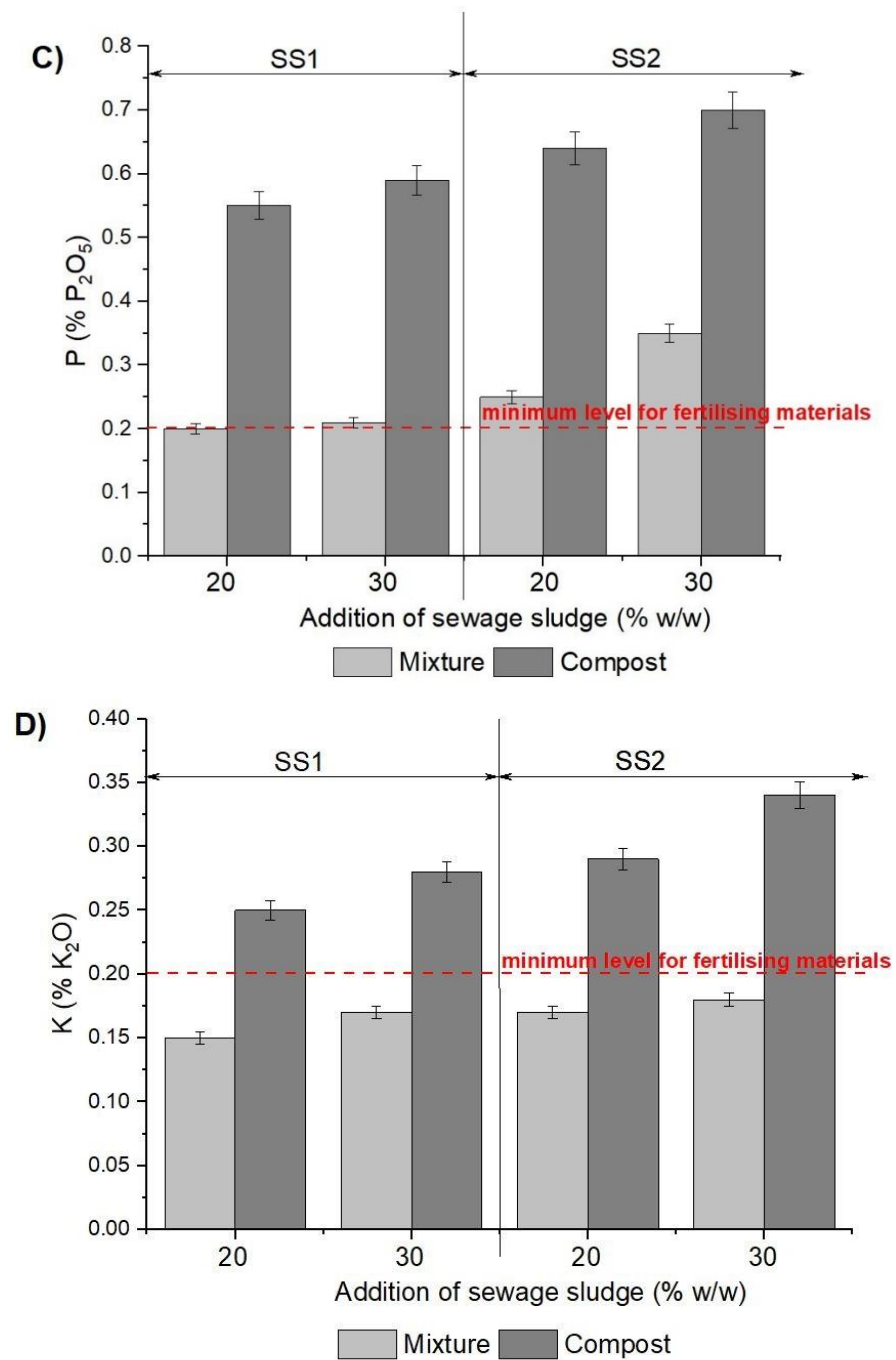 C)
SS1 SS2
0.8
0.7
0.6
0.5
0.4
0.3
0.2
0.1
0.0
P (% P₂O₅)
minimum level for fertilising materials
20 30 20 30
Addition of sewage sludge (% w/w)
Mixture Compost
D)
SS1 SS2
0.40
0.35
0.30
0.25
0.20
0.15
0.10
0.05
0.00
K (% K₂O)
minimum level for fertilising materials
20 30 20 30
Addition of sewage sludge (% w/w)
Mixture Compost